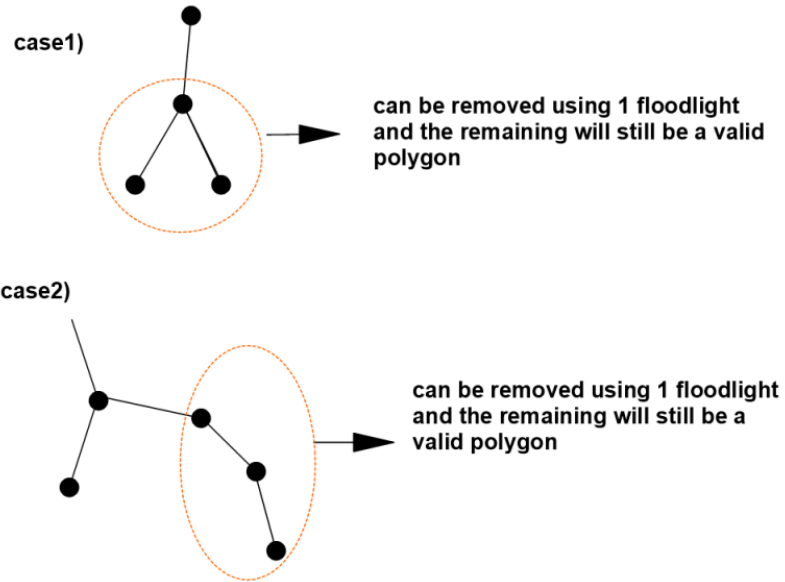 case1)
can be removed using 1 floodlight
and the remaining will still be a valid
polygon
case2)
can be removed using 1 floodlight
and the remaining will still be a
valid polygon